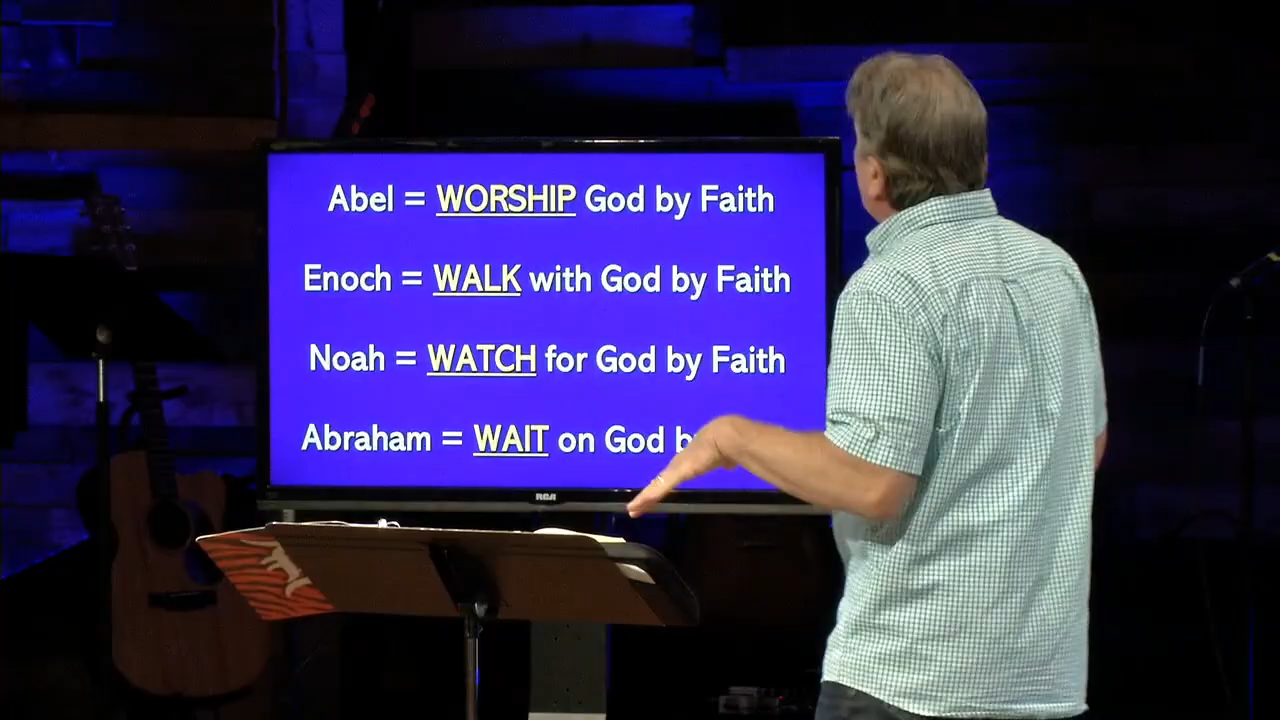 Abel = WORSHIP God by Faith
Enoch = WALK with God by Faith
Noah = WATCH for God by Faith
Abraham = WAIT on God
RCA